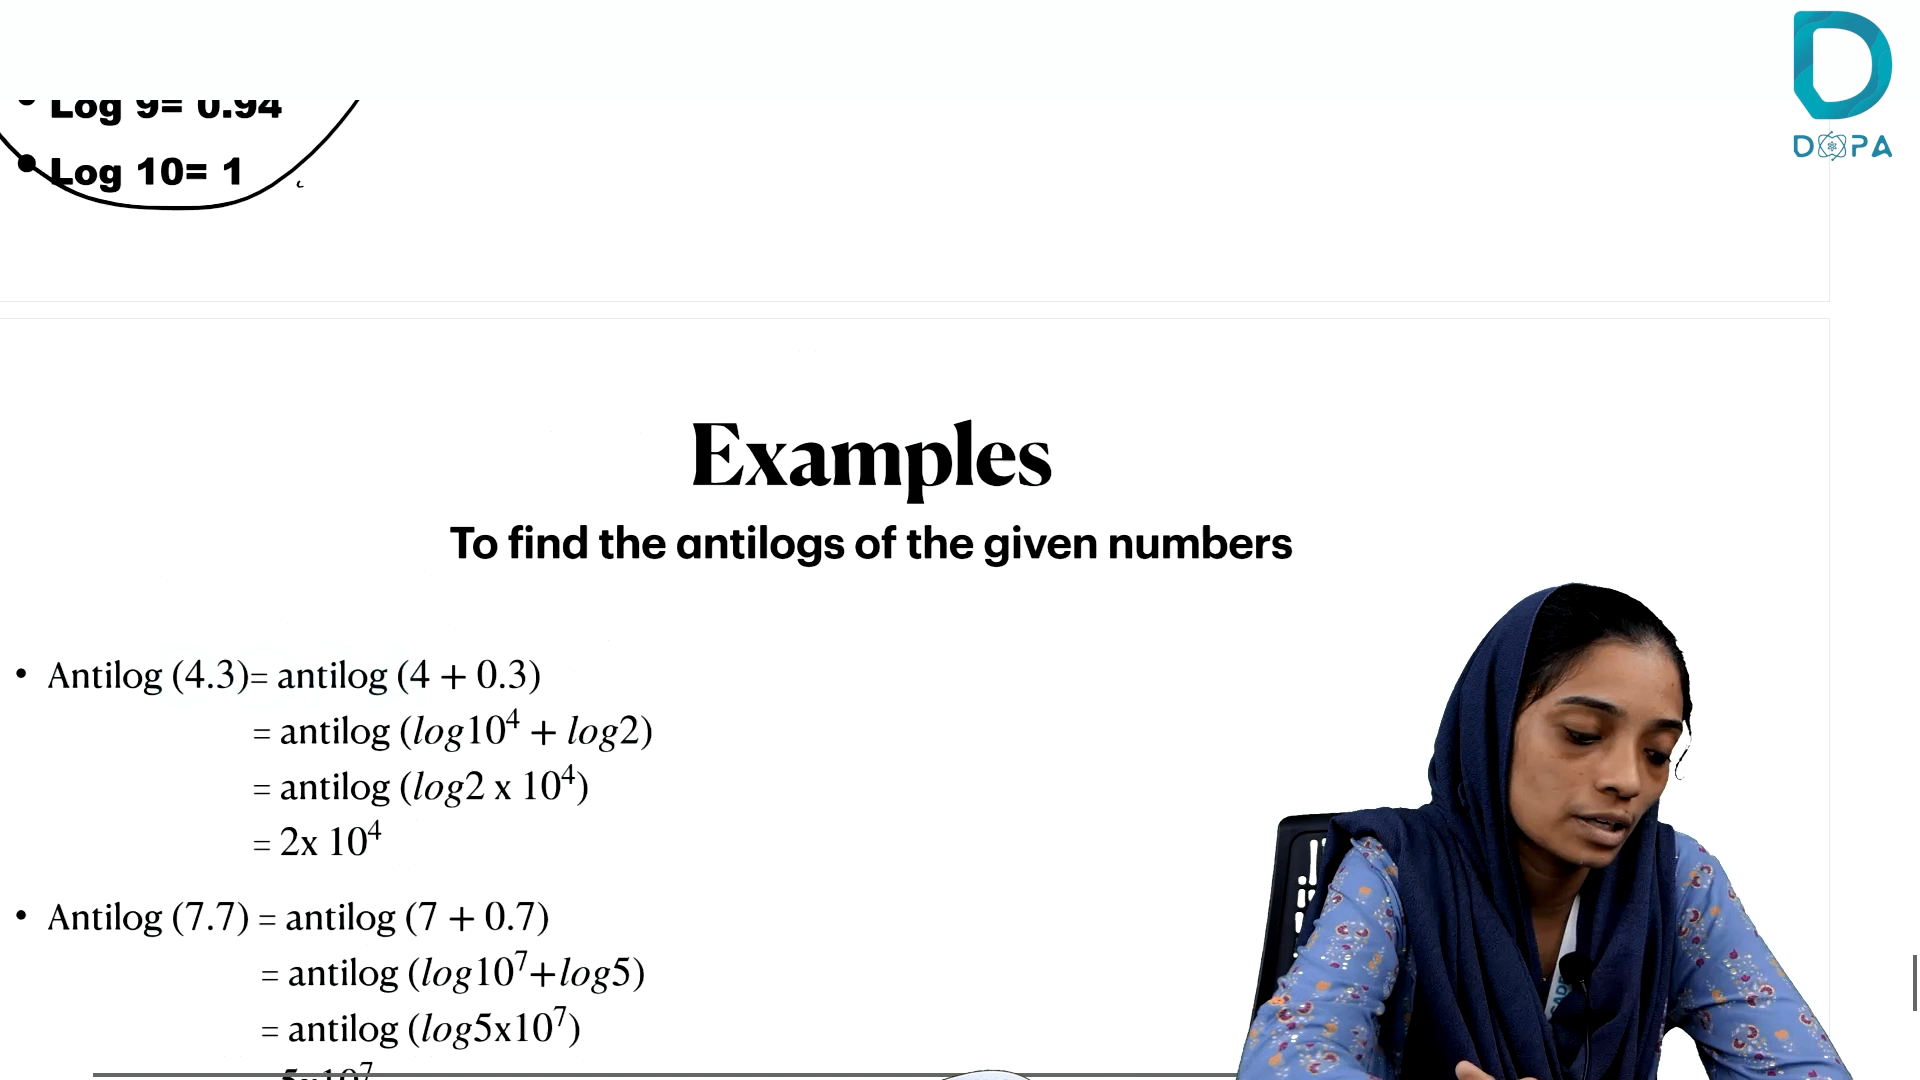 DOPA
• Log 9= 0.94
• Log 10= 1
Examples
To find the antilogs of the given numbers
• Antilog (4.3)= antilog (4 + 0.3)
= antilog (log10⁴ + log2)
= antilog (log2 x 10⁴)
= 2x 10⁴
• Antilog (7.7) = antilog (7 + 0.7)
= antilog (log10⁷+log5)
= antilog (log5x10⁷)
5x10⁷